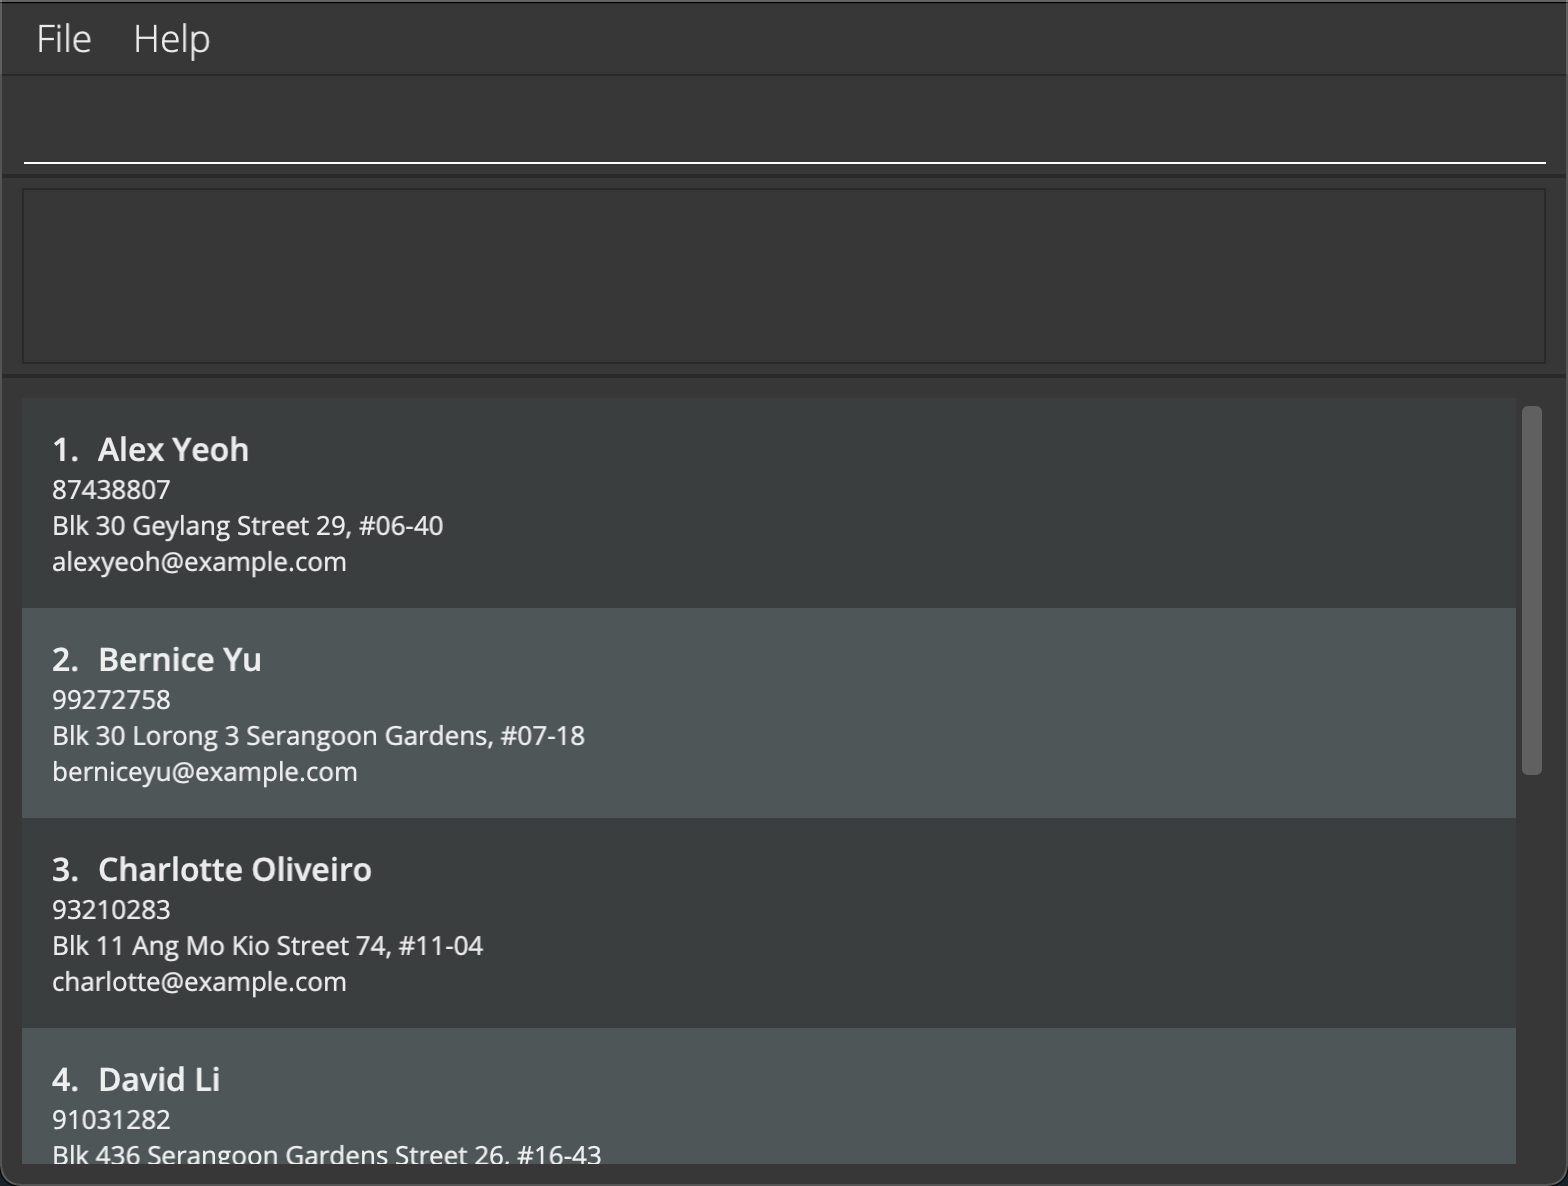 File Help
1. Alex Yeoh
87438807
Blk 30 Geylang Street 29, #06-40
alexyeoh@example.com
2. Bernice Yu
99272758
Blk 30 Lorong 3 Serangoon Gardens, #07-18
berniceyu@example.com
3. Charlotte Oliveiro
93210283
Blk 11 Ang Mo Kio Street 74, #11-04
charlotte@example.com
4. David Li
91031282
Blk 436 Serangoon Gardens Street 26, #16-43